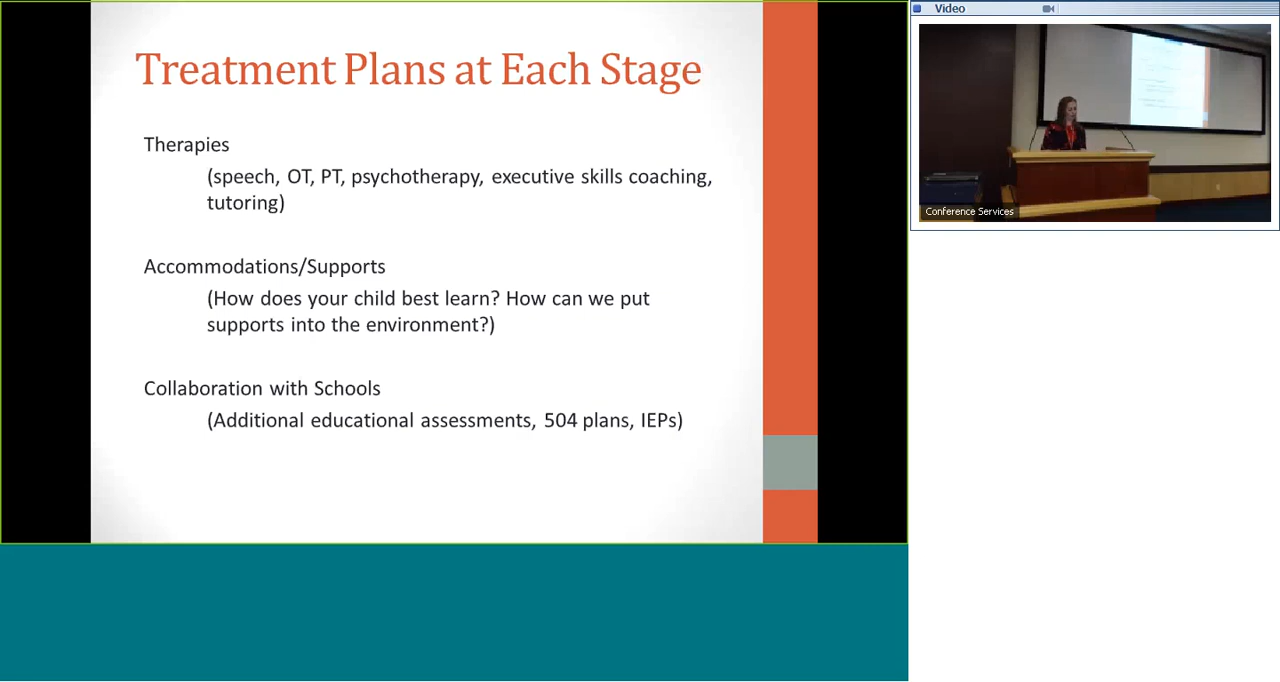 Treatment Plans at Each Stage
Therapies
(speech, OT, PT, psychotherapy, executive skills coaching,
tutoring)
Accommodations/Supports
(How does your child best learn? How can we put
supports into the environment?)
Collaboration with Schools
(Additional educational assessments, 504 plans, IEPs)
Video
Conference Services